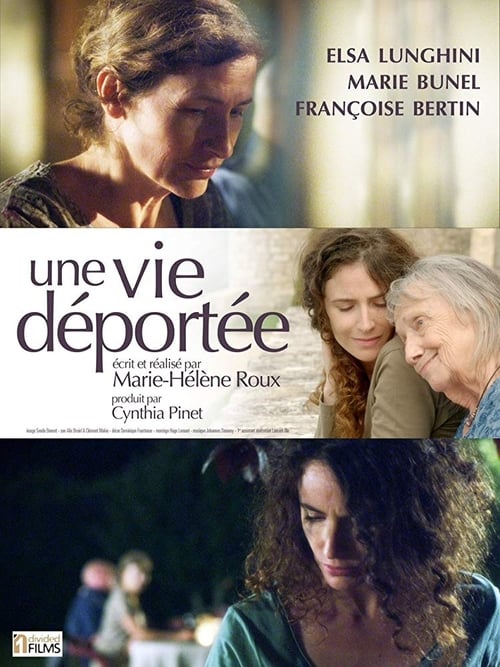 ELSA LUNGHINI
MARIE BUNEL
FRANÇOISE BERTIN
une vie
déportée
écrit et réalisé par
Marie-Hélène Roux
produit par
Cynthia Pinet
divided
FILMS